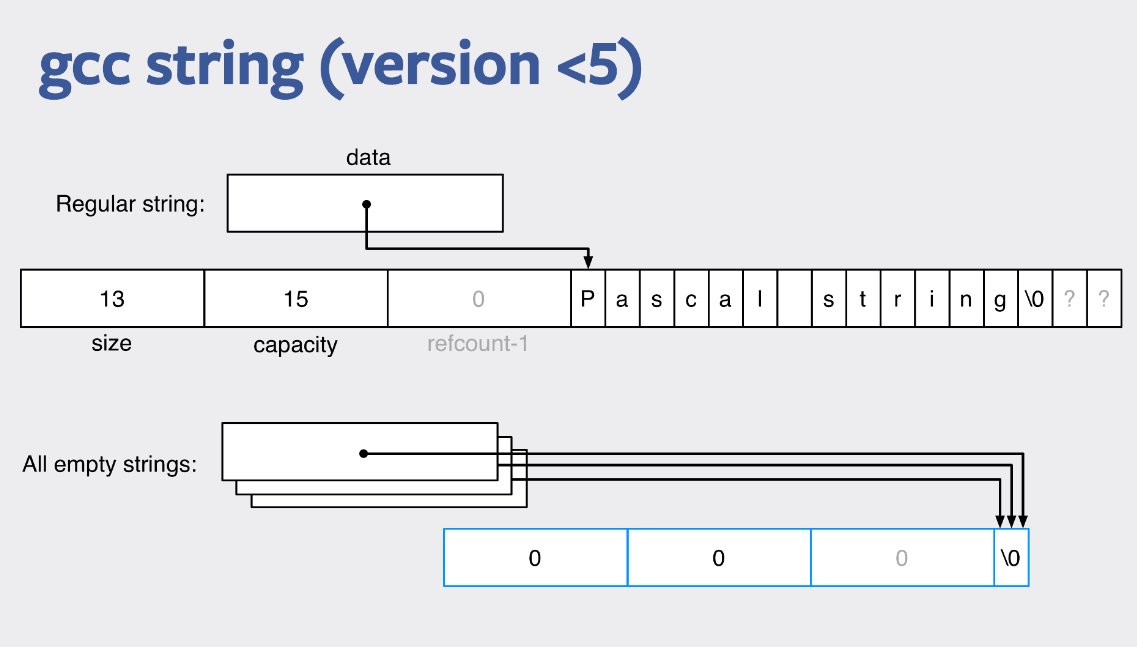 gcc string (version <5)
data
Regular string:
13 15 0 P a s c a l s t r i n g \0 ? ?
size capacity refcount-1
All empty strings:
0 0 0 \0